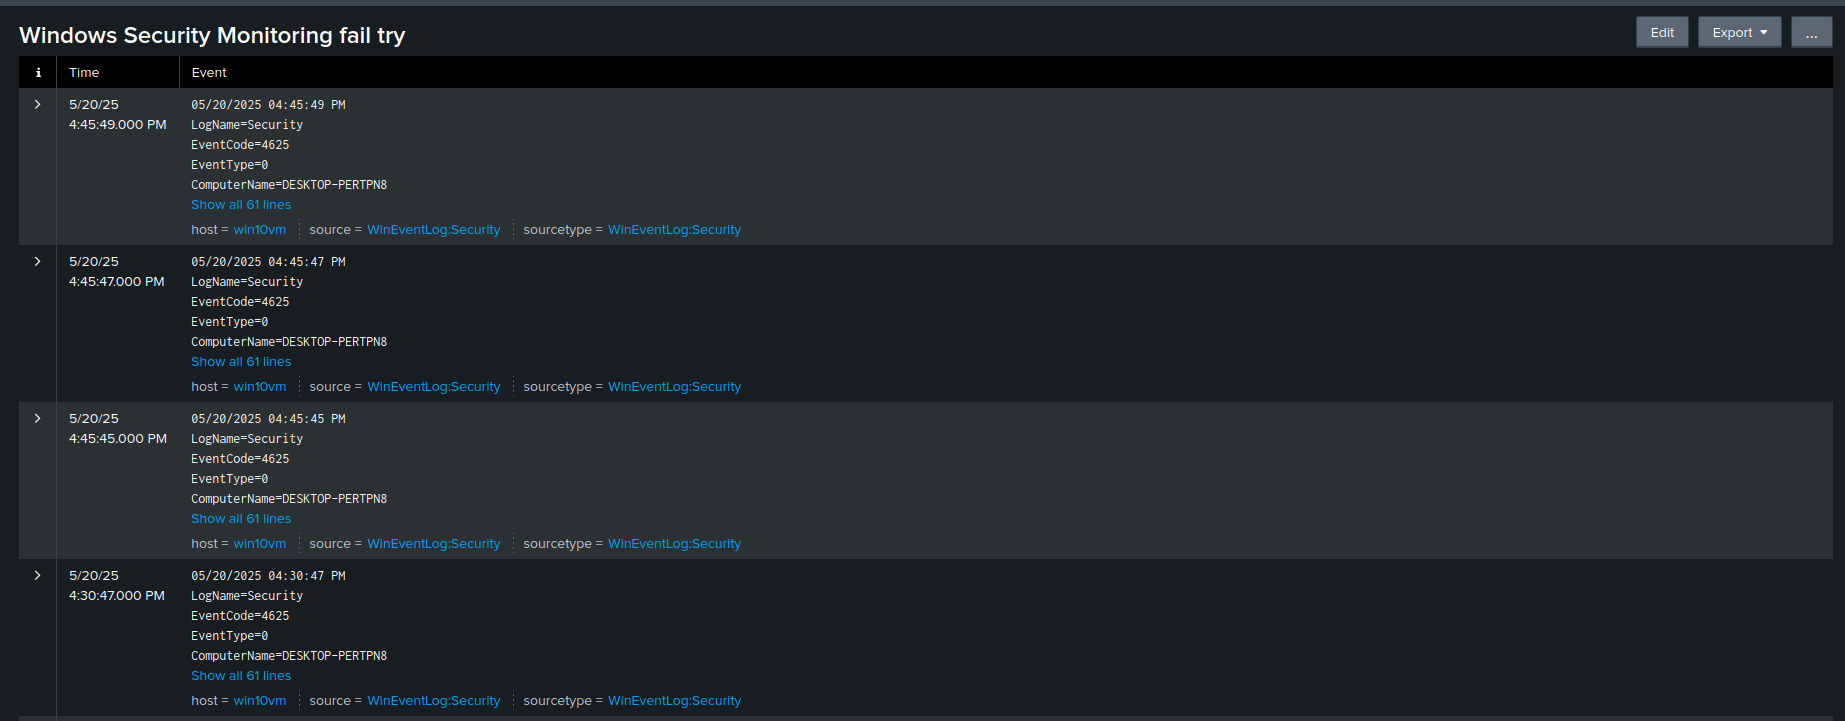 Windows Security Monitoring fail try
Edit
Export
...
i Time Event
5/20/25
4:45:49.000 PM
05/20/2025 04:45:49 PM
LogName=Security
EventCode=4625
EventType=0
ComputerName=DESKTOP-PERTPN8
Show all 61 lines
host = win10vm source = WinEventLog:Security sourcetype = WinEventLog:Security
5/20/25
4:45:47.000 PM
05/20/2025 04:45:47 PM
LogName=Security
EventCode=4625
EventType=0
ComputerName=DESKTOP-PERTPN8
Show all 61 lines
host = win10vm source = WinEventLog:Security sourcetype = WinEventLog:Security
5/20/25
4:45:45.000 PM
05/20/2025 04:45:45 PM
LogName=Security
EventCode=4625
EventType=0
ComputerName=DESKTOP-PERTPN8
Show all 61 lines
host = win10vm source = WinEventLog:Security sourcetype = WinEventLog:Security
5/20/25
4:30:47.000 PM
05/20/2025 04:30:47 PM
LogName=Security
EventCode=4625
EventType=0
ComputerName=DESKTOP-PERTPN8
Show all 61 lines
host = win10vm source = WinEventLog:Security sourcetype = WinEventLog:Security